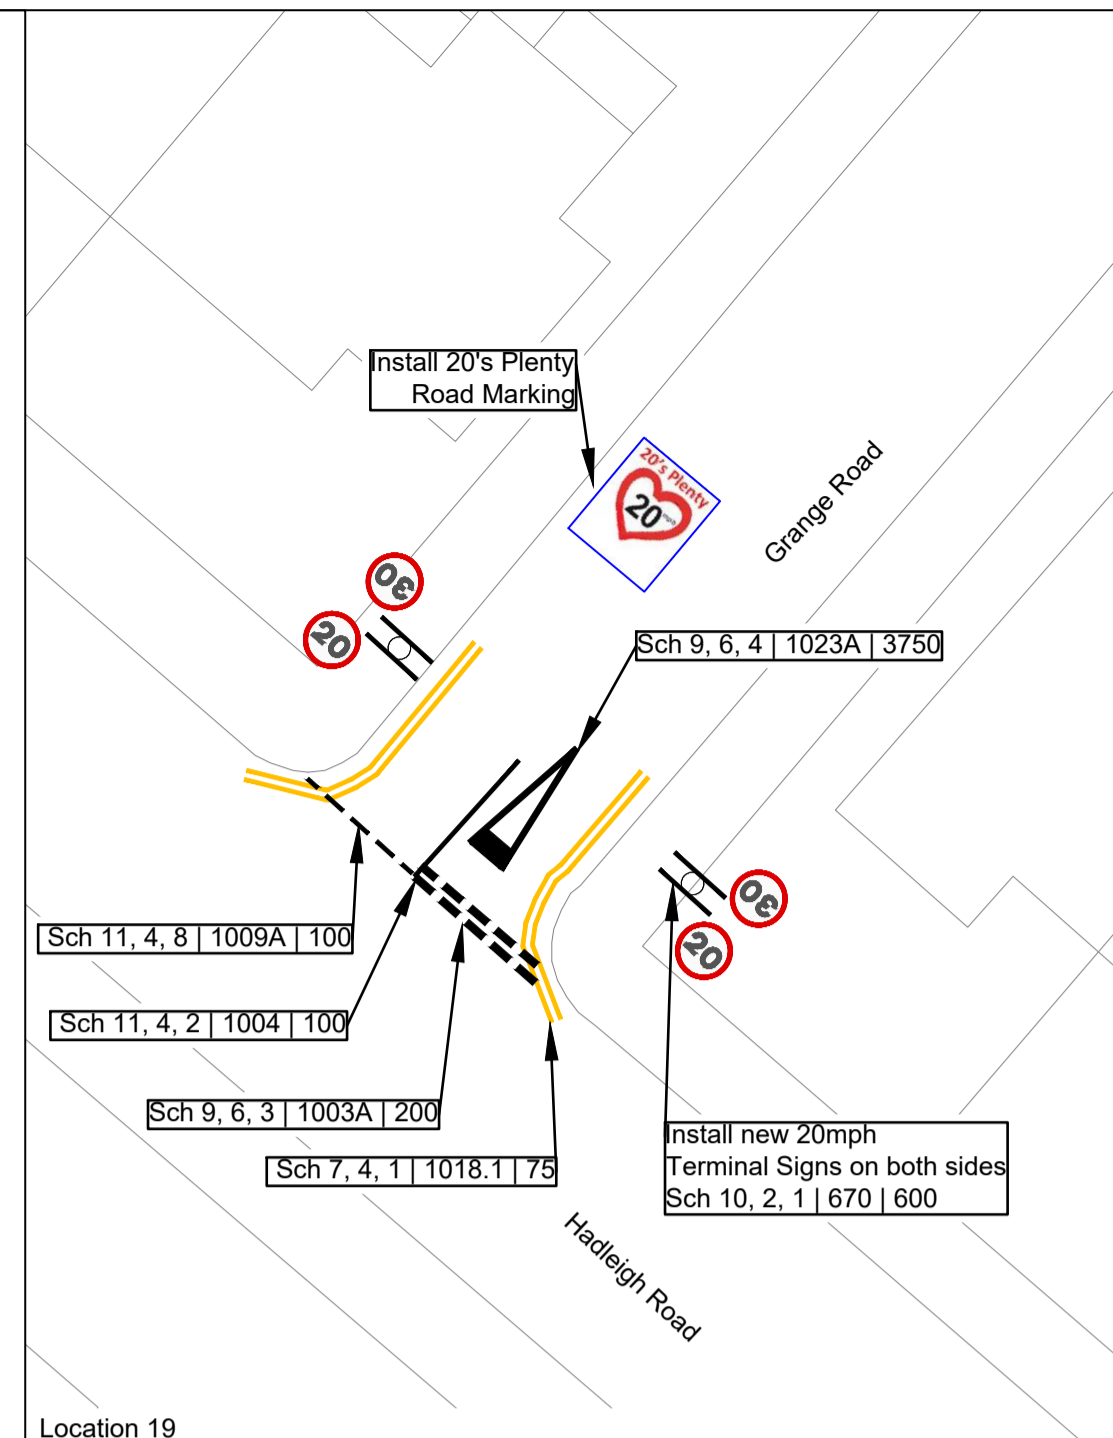 Install 20's Plenty
Road Marking
20's Plenty
20 mph
Grange Road
30
20
Sch 9, 6, 4 | 1023A | 3750
30
20
Sch 11, 4, 8 | 1009A | 100
Sch 11, 4, 2 | 1004 | 100
Sch 9, 6, 3 | 1003A | 200
Sch 7, 4, 1 | 1018.1 | 75
Install new 20mph
Terminal Signs on both sides
Sch 10, 2, 1 | 670 | 600
Hadleigh Road
Location 19